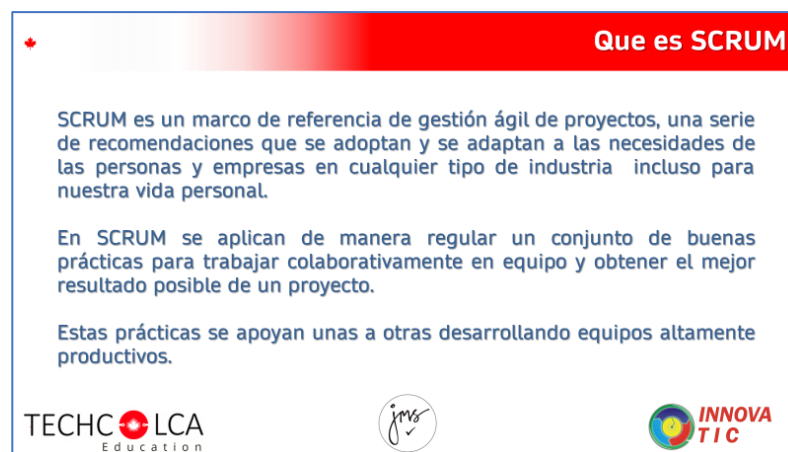 Que es SCRUM
SCRUM es un marco de referencia de gestión ágil de proyectos, una serie
de recomendaciones que se adoptan y se adaptan a las necesidades de
las personas y empresas en cualquier tipo de industria incluso para
nuestra vida personal.
En SCRUM se aplican de manera regular un conjunto de buenas
prácticas para trabajar colaborativamente en equipo y obtener el mejor
resultado posible de un proyecto.
Estas prácticas se apoyan unas a otras desarrollando equipos altamente
productivos.
TECHCOLCA
Education
jms
INNOVA
TIC